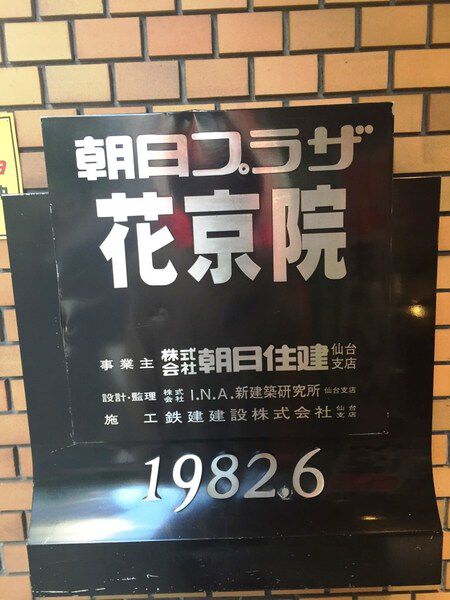 朝日プラザ
花京院
事業主 株式会社 朝日住建 仙台支店
設計・監理 株式会社 I.N.A.新建築研究所 仙台支店
施工 鉄建建設株式会社 仙台支店
1982.6